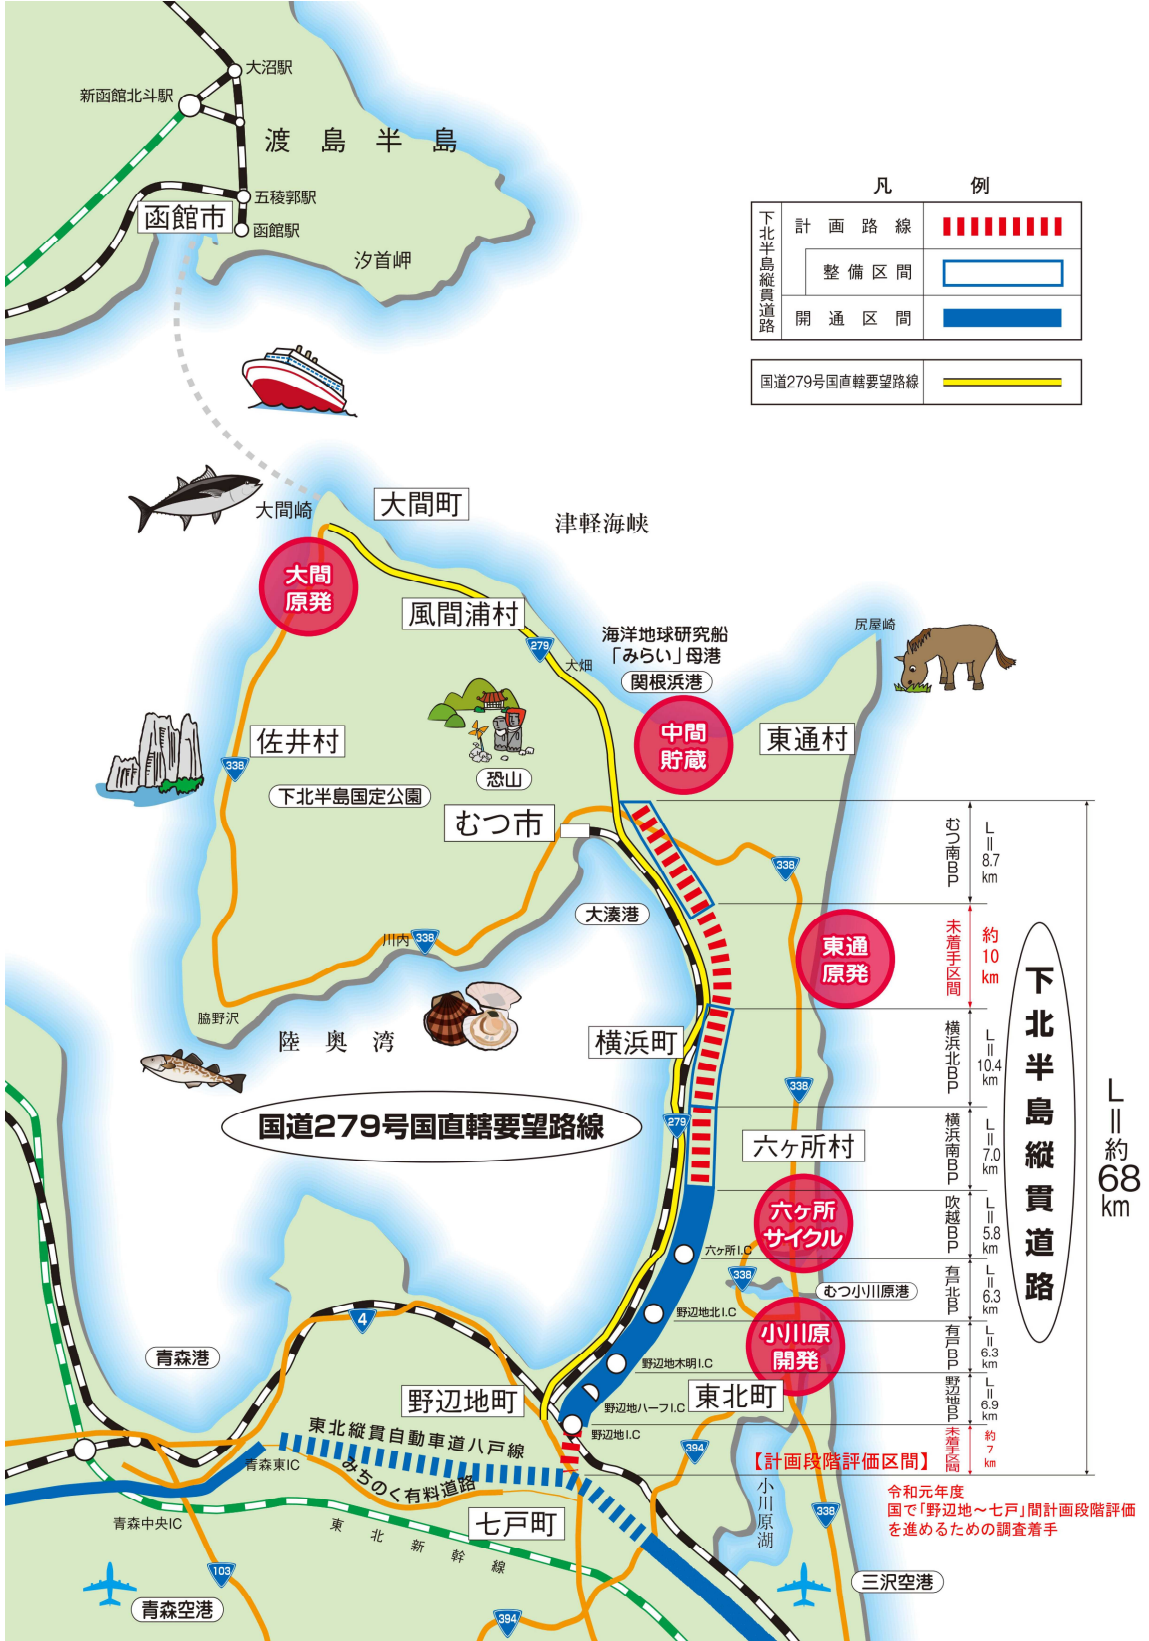 大沼駅
新函館北斗駅
渡島半島
五稜郭駅
函館市
函館駅
汐首岬
凡例
下北半島縦貫道路
計画路線
整備区間
開通区間
国道279号国直轄要望路線
大間崎
大間町
津軽海峡
大間
原発
風間浦村
279
大畑
海洋地球研究船
「みらい」母港
関根浜港
尻屋崎
中間
貯蔵
東通村
佐井村
338
下北半島国定公園
恐山
むつ市
338
大湊港
川内
338
東通
原発
脇野沢
陸奥湾
横浜町
338
国道279号国直轄要望路線
279
六ヶ所村
六ヶ所
サイクル
六ヶ所I.C
338
むつ小川原港
野辺地北I.C
小川原
開発
4
青森港
野辺地木明I.C
野辺地町
東北町
野辺地ハーフI.C
野辺地I.C
東北縦貫自動車道八戸線
青森東IC
みちのく有料道路
394
【計画段階評価区間】
小川原湖
338
七戸町
青森中央IC
東北新幹線
103
青森空港
394
三沢空港
むつ南BP
L=8.7km
未着手区間
約10km
横浜北BP
L=10.4km
横浜南BP
L=7.0km
吹越BP
L=5.8km
有戸北BP
L=6.3km
有戸BP
L=6.3km
野辺地BP
L=6.9km
未着手区間
約7km
下北半島縦貫道路
L=約68km
令和元年度
国で「野辺地～七戸」間計画段階評価
を進めるための調査着手